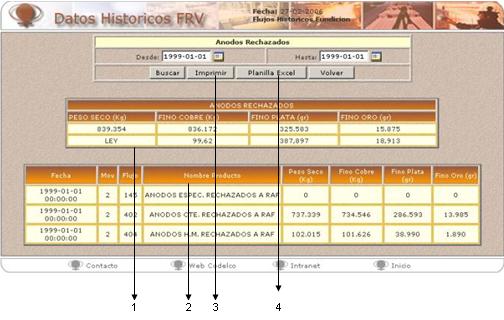 Datos Historicos FRV
Fecha: 27-02-2006
Flujos Historicos Fundicion
Anodos Rechazados
Desde: 1999-01-01 Hasta: 1999-01-01
Buscar Imprimir Planilla Excel Volver
ANODOS RECHAZADOS
PESO SECO (Kg) FINO COBRE (Kg) FINO PLATA (gr) FINO ORO (gr)
839.354 836.172 325.583 15.875
LEY 99,62 387,897 18,913
Fecha Mov Flujo Nombre Producto Peso Seco (Kg) Fino Cobre (Kg) Fino Plata (gr) Fino Oro (gr)
1999-01-01 00:00:00 2 145 ANODOS ESPEC. RECHAZADOS A RAF 0 0 0 0
1999-01-01 00:00:00 2 402 ANODOS CTE. RECHAZADOS A RAF 737.339 734.546 286.593 13.985
1999-01-01 00:00:00 2 404 ANODOS H.M. RECHAZADOS A RAF 102.015 101.626 38.990 1.890
Contacto Web Codelco Intranet Inicio
1 2 3 4